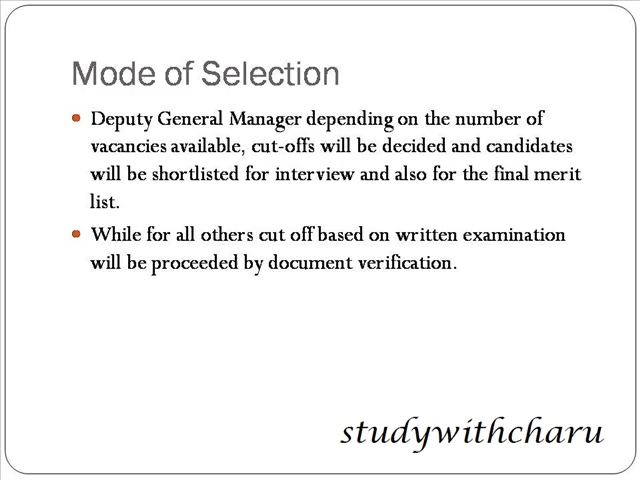 Mode of Selection
Deputy General Manager depending on the number of
vacancies available, cut-offs will be decided and candidates
will be shortlisted for interview and also for the final merit
list.
While for all others cut off based on written examination
will be proceeded by document verification.
studywithcharu